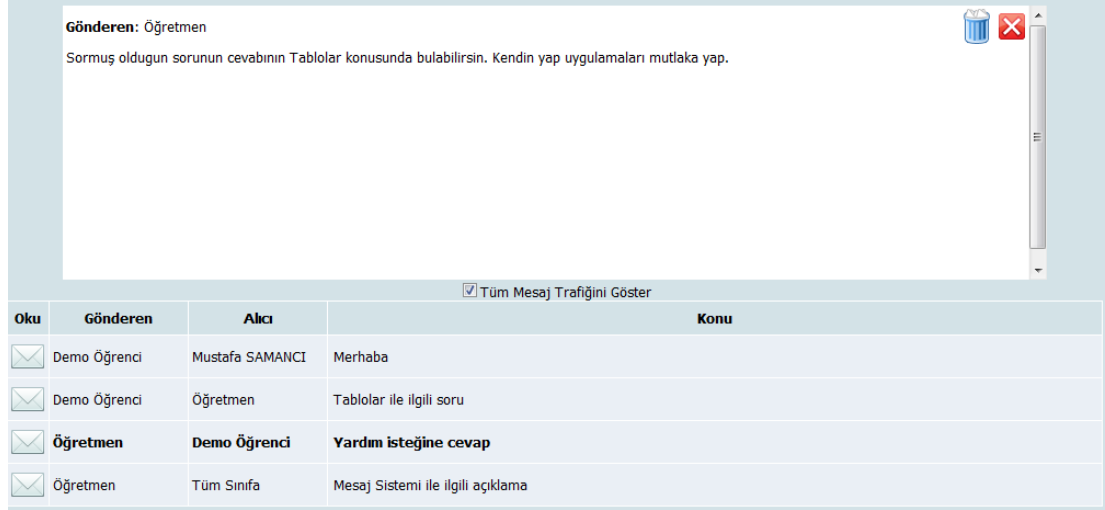 Gönderen: Öğretmen
Sormuş oldugun sorunun cevabının Tablolar konusunda bulabilirsin. Kendin yap uygulamaları mutlaka yap.
Tüm Mesaj Trafiğini Göster
Oku Gönderen Alıcı Konu
Demo Öğrenci Mustafa SAMANCI Merhaba
Demo Öğrenci Öğretmen Tablolar ile ilgili soru
Öğretmen Demo Öğrenci Yardım isteğine cevap
Öğretmen Tüm Sınıfa Mesaj Sistemi ile ilgili açıklama